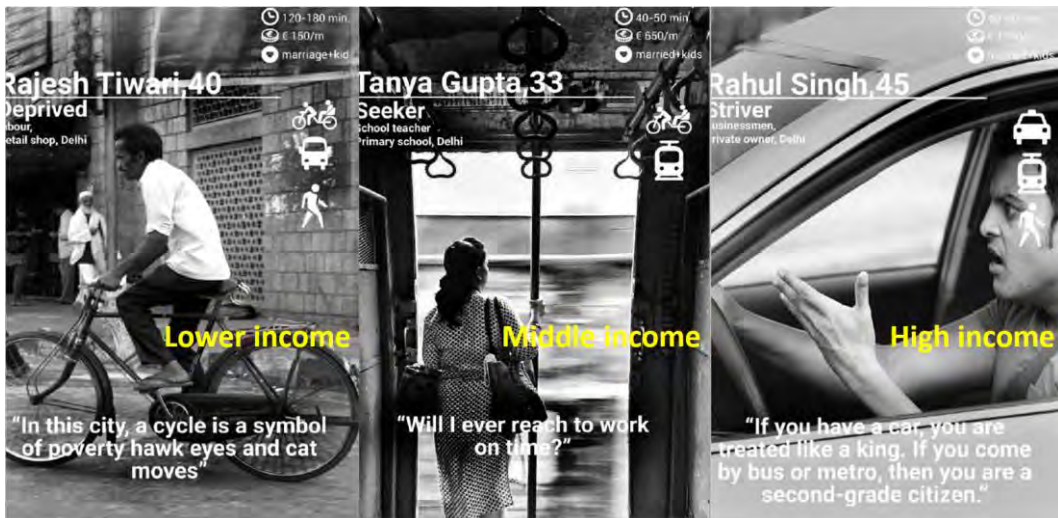 120-180 min.
€ 150/m
marriage+kid
Rajesh Tiwari,40
Deprived
abour,
etail shop, Delhi
Lower income
“In this city, a cycle is a symbol
of poverty hawk eyes and cat
moves”
40-50 min
€ 550/m
married+kids
Tanya Gupta,33
Seeker
School teacher
Primary school, Delhi
Middle income
“Will I ever reach to work
on time?”
married+kids
Rahul Singh,45
Striver
usinessmen,
rivate owner, Delhi
High income
“If you have a car, you are
treated like a king. If you come
by bus or metro, then you are a
second-grade citizen.”